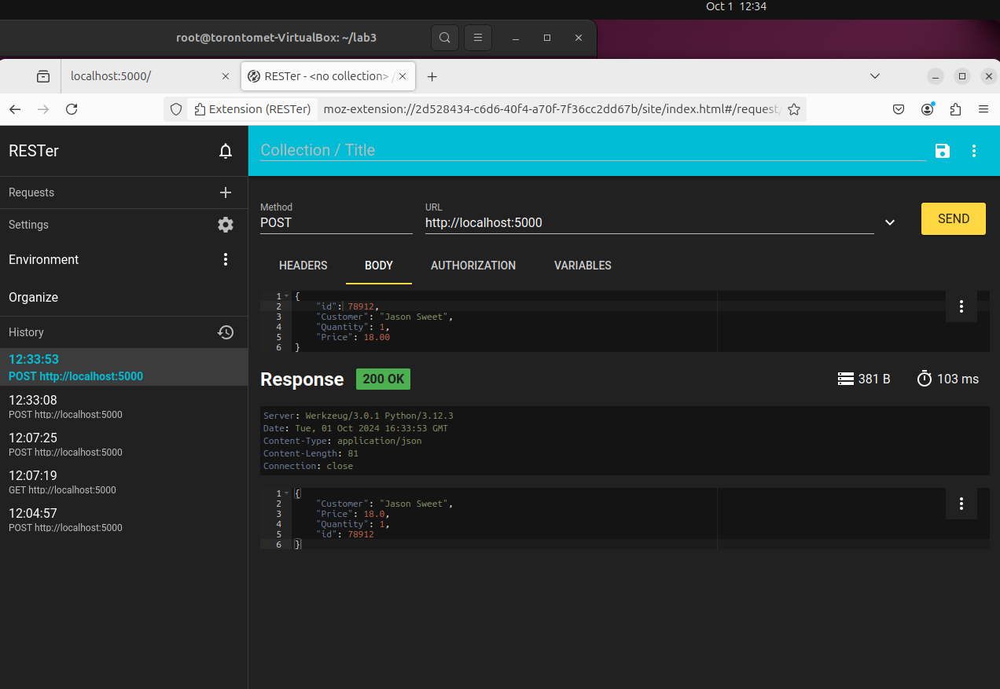 Oct 1 12:34
root@torontomet-VirtualBox: ~/lab3
localhost:5000/
RESTer - <no collection> /
Extension (RESTer)
moz-extension://2d528434-c6d6-40f4-a70f-7f36cc2dd67b/site/index.html#/request/
RESTer
Collection / Title
Requests
Settings
Environment
Organize
History
12:33:53
POST http://localhost:5000
12:33:08
POST http://localhost:5000
12:07:25
POST http://localhost:5000
12:07:19
GET http://localhost:5000
12:04:57
POST http://localhost:5000
Method
POST
URL
http://localhost:5000
SEND
HEADERS
BODY
AUTHORIZATION
VARIABLES
1 {
2 "id": 78912,
3 "Customer": "Jason Sweet",
4 "Quantity": 1,
5 "Price": 18.00
6 }
Response
200 OK
381 B
103 ms
Server: Werkzeug/3.0.1 Python/3.12.3
Date: Tue, 01 Oct 2024 16:33:53 GMT
Content-Type: application/json
Content-Length: 81
Connection: close
1 {
2 "Customer": "Jason Sweet",
3 "Price": 18.0,
4 "Quantity": 1,
5 "id": 78912
6 }